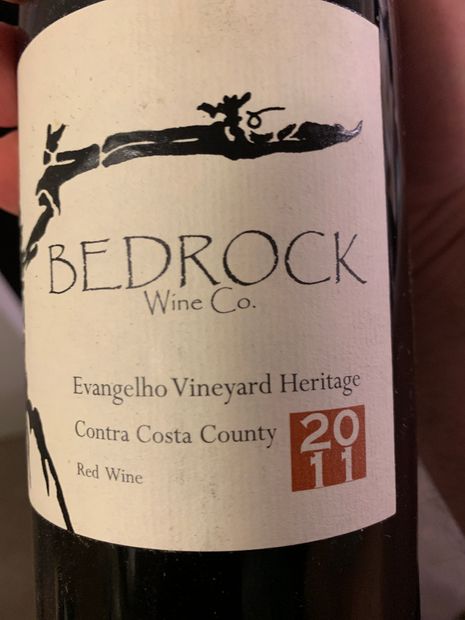 BEDROCK
Wine Co.
Evangelho Vineyard Heritage
Contra Costa County
20
11
Red Wine